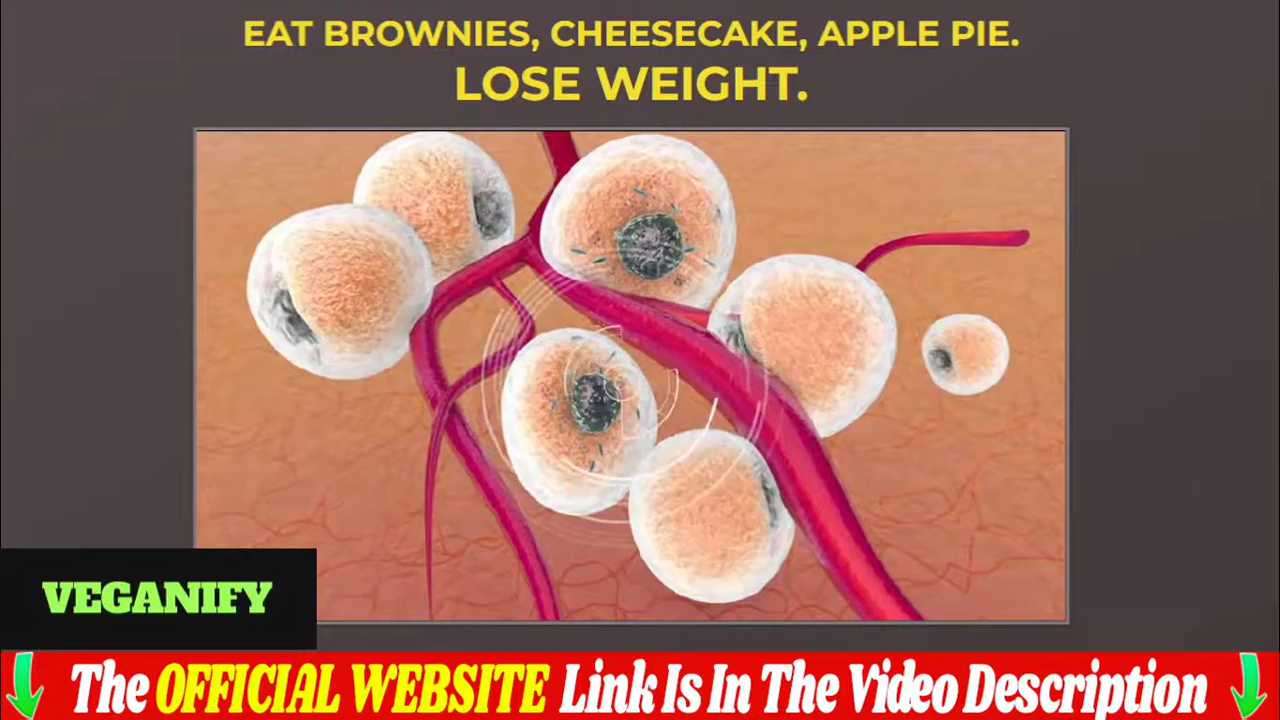 EAT BROWNIES, CHEESECAKE, APPLE PIE.
LOSE WEIGHT.
VEGANIFY
The OFFICIAL WEBSITE Link Is In The Video Description